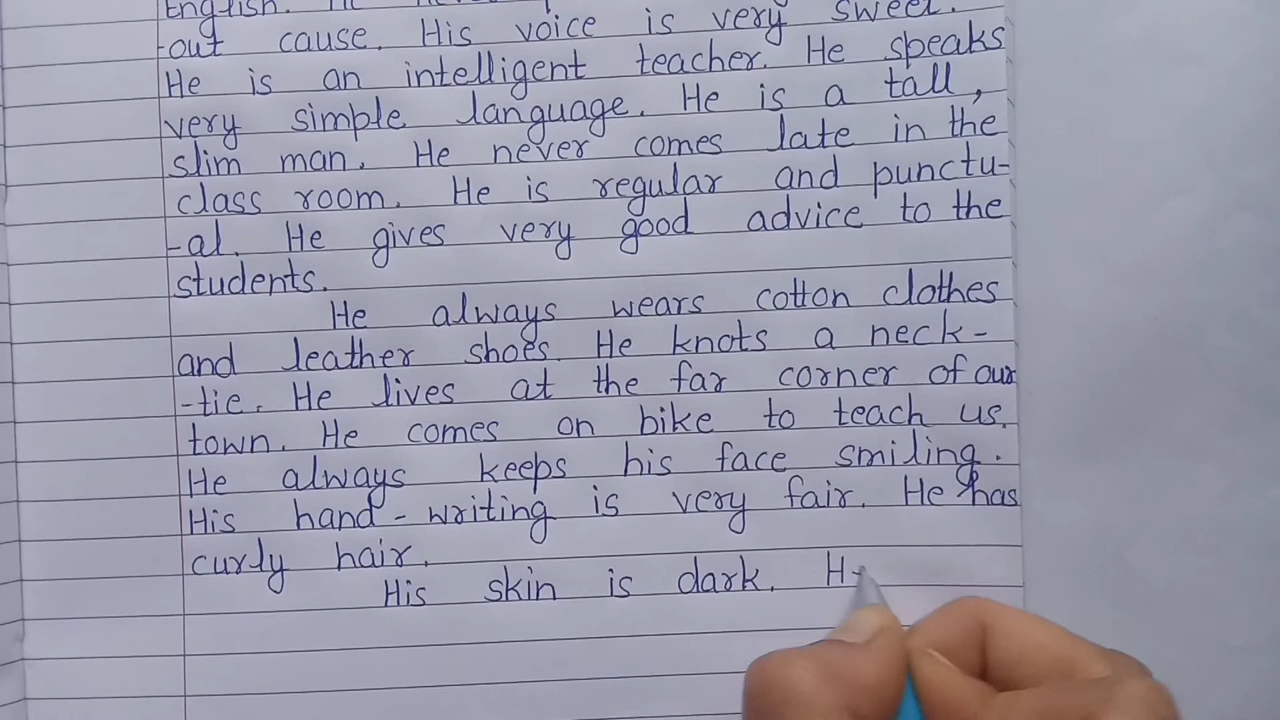 English. He
-out cause. His voice is very sweet.
He is an intelligent teacher. He speaks
very simple language. He is a tall,
slim man. He never comes late in the
class room. He is regular and punctu-
-al. He gives very good advice to the
students.
He always wears cotton clothes
and leather shoes. He knots a neck-
-tie. He lives at the far corner of our
town. He comes on bike to teach us.
He always keeps his face smiling.
His hand-writing is very fair. He has
curly hair.
His skin is dark. H